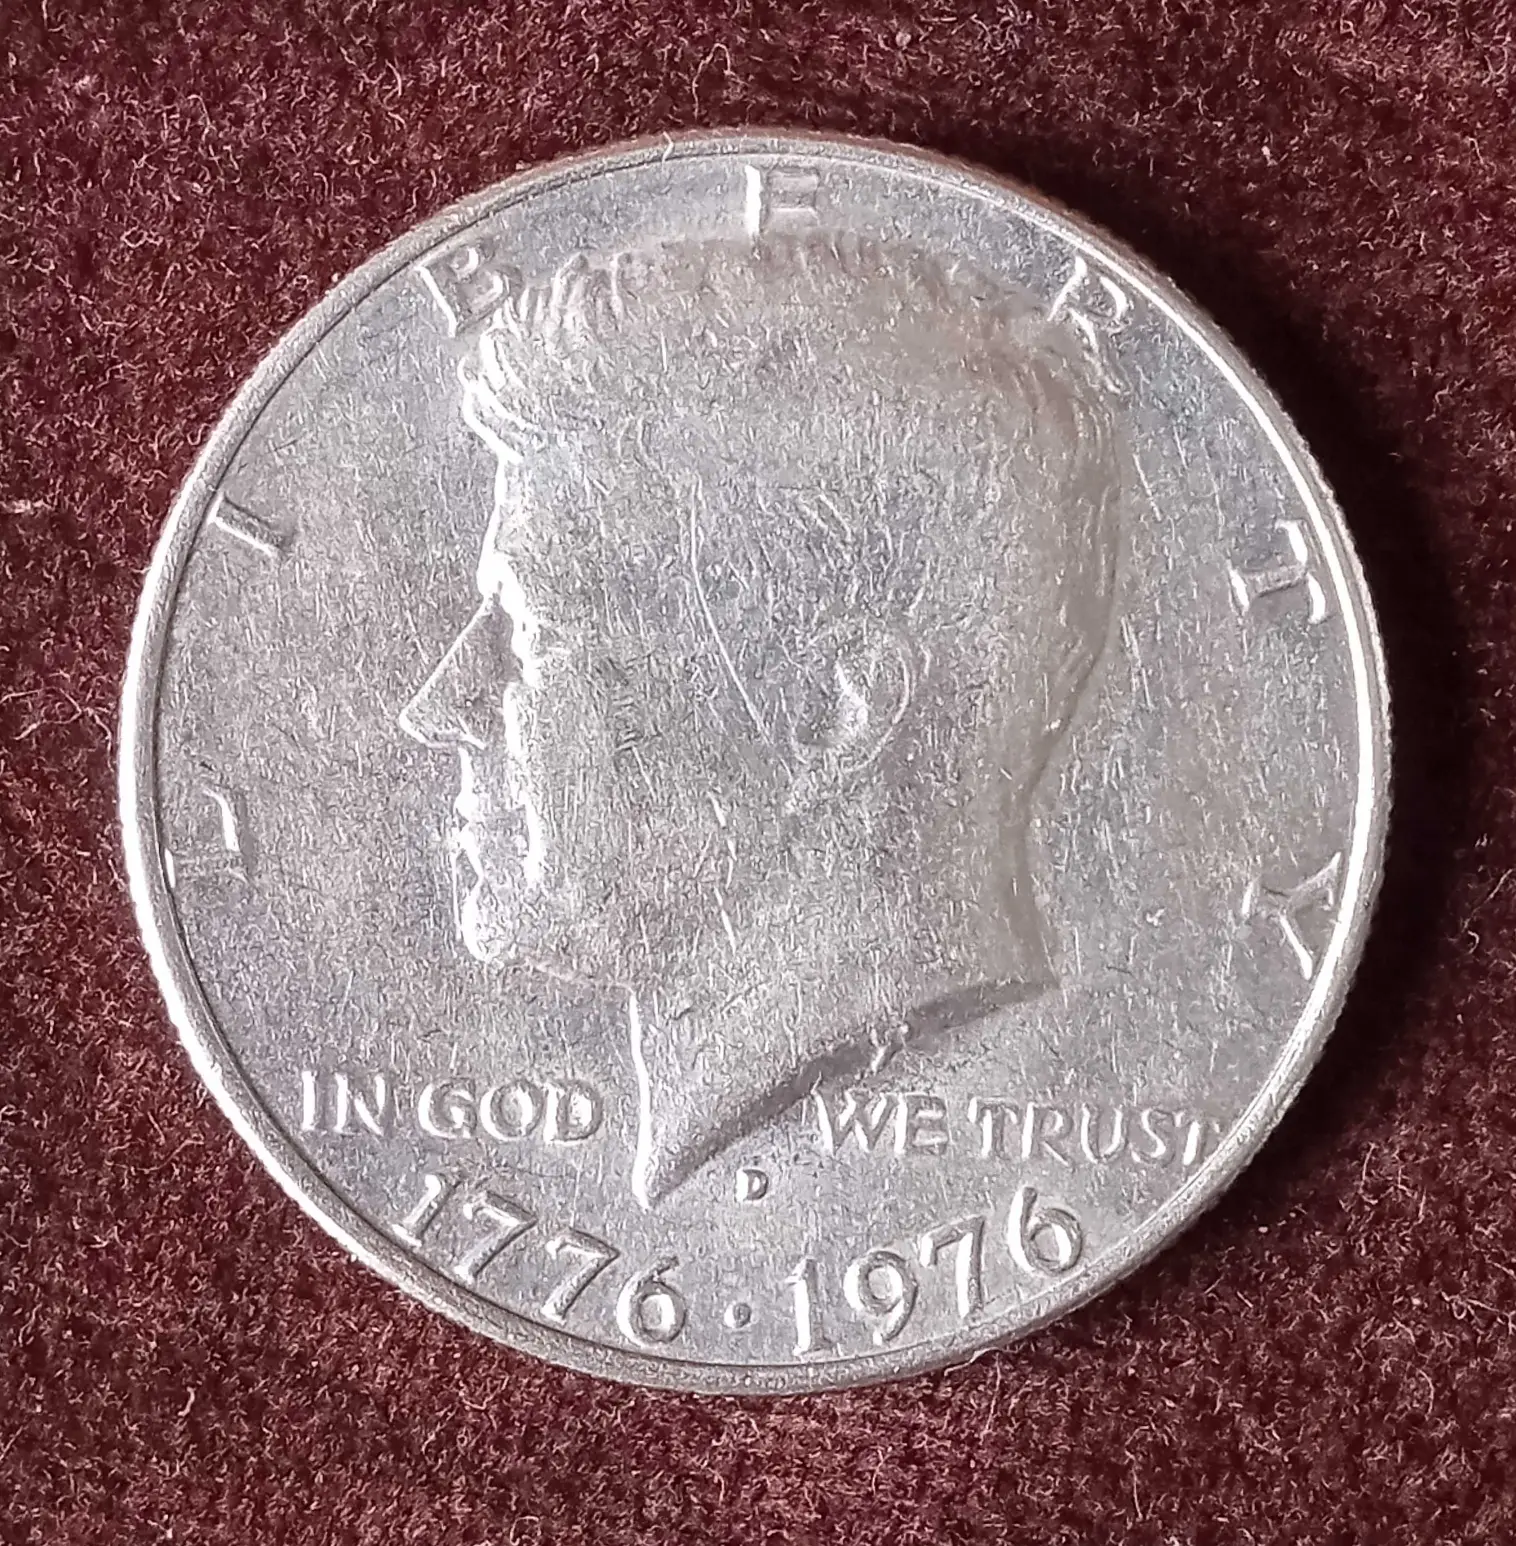 LIBERTY
IN GOD WE TRUST
D
1776 • 1976